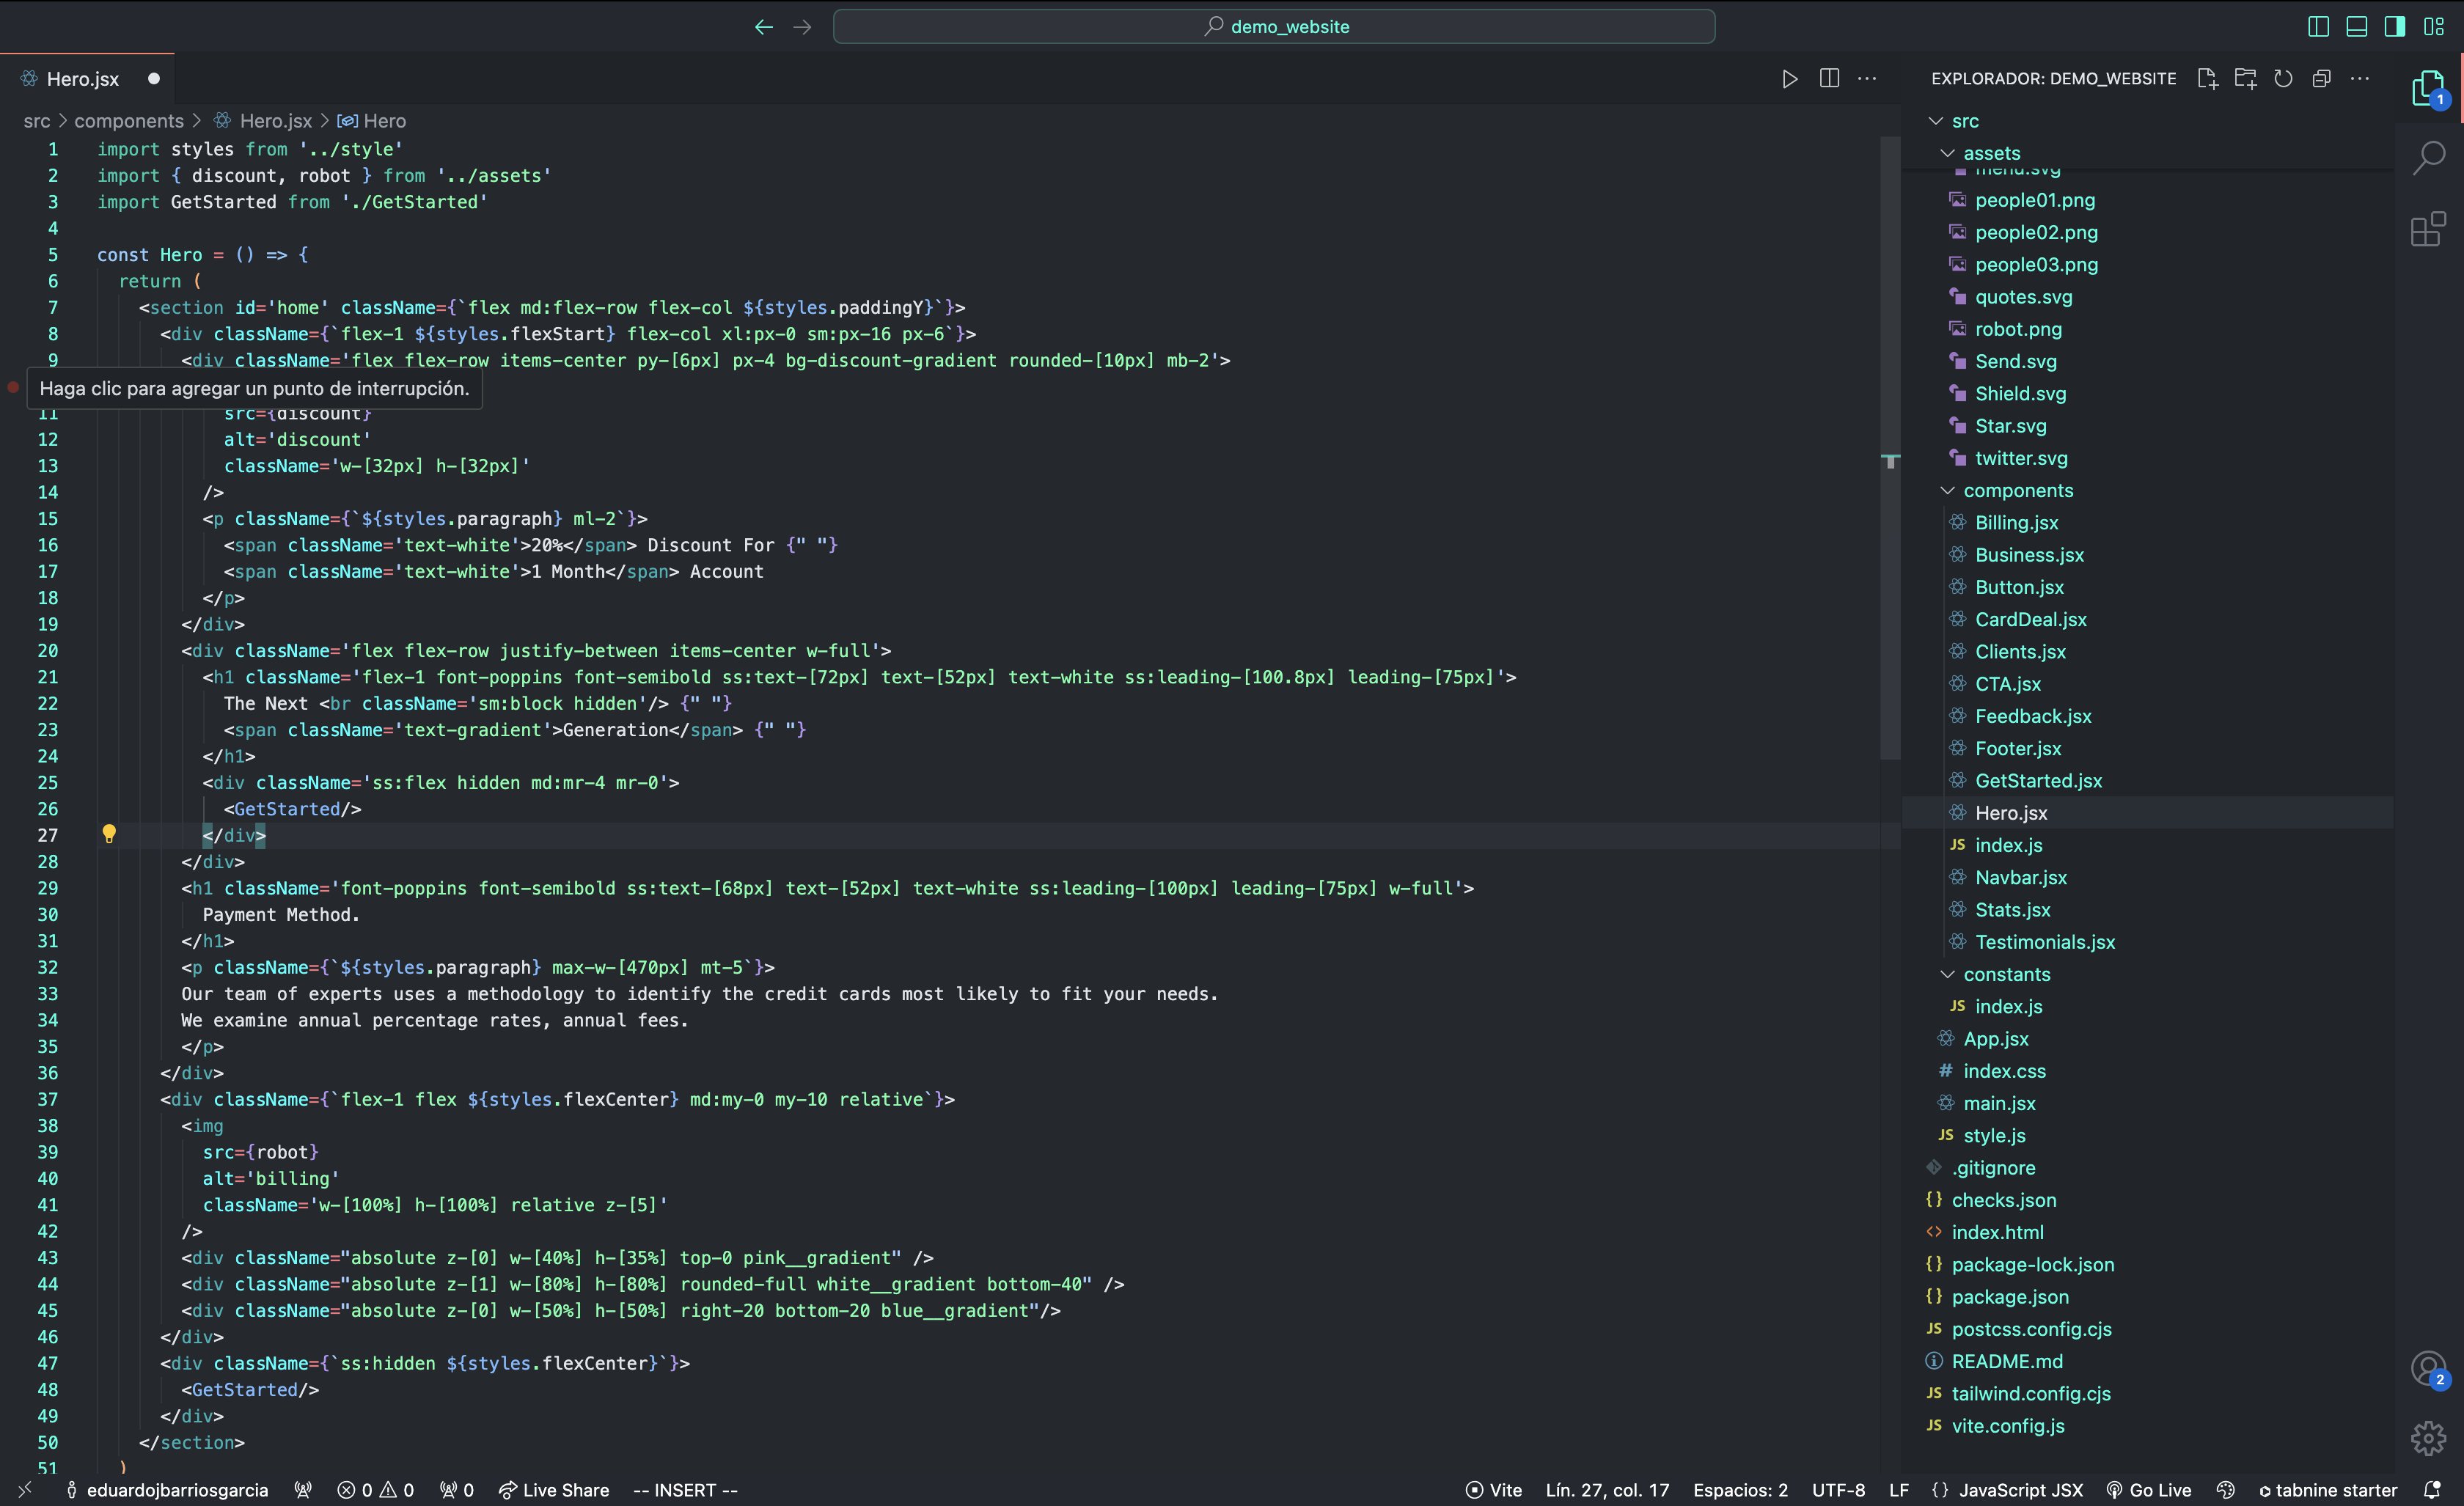 demo_website
Hero.jsx
src > components > Hero.jsx > Hero
1 import styles from '../style'
2 import { discount, robot } from '../assets'
3 import GetStarted from './GetStarted'
4
5 const Hero = () => {
6 return (
7 <section id='home' className={`flex md:flex-row flex-col ${styles.paddingY}`}>
8 <div className={`flex-1 ${styles.flexStart} flex-col xl:px-0 sm:px-16 px-6`}>
9 <div className='flex flex-row items-center py-[6px] px-4 bg-discount-gradient rounded-[10px] mb-2'>
Haga clic para agregar un punto de interrupción.
11 src={discount}
12 alt='discount'
13 className='w-[32px] h-[32px]'
14 />
15 <p className={`${styles.paragraph} ml-2`}>
16 <span className='text-white'>20%</span> Discount For {" "}
17 <span className='text-white'>1 Month</span> Account
18 </p>
19 </div>
20 <div className='flex flex-row justify-between items-center w-full'>
21 <h1 className='flex-1 font-poppins font-semibold ss:text-[72px] text-[52px] text-white ss:leading-[100.8px] leading-[75px]'>
22 The Next <br className='sm:block hidden'/> {" "}
23 <span className='text-gradient'>Generation</span> {" "}
24 </h1>
25 <div className='ss:flex hidden md:mr-4 mr-0'>
26 <GetStarted/>
27 </div>
28 </div>
29 <h1 className='font-poppins font-semibold ss:text-[68px] text-[52px] text-white ss:leading-[100px] leading-[75px] w-full'>
30 Payment Method.
31 </h1>
32 <p className={`${styles.paragraph} max-w-[470px] mt-5`}>
33 Our team of experts uses a methodology to identify the credit cards most likely to fit your needs.
34 We examine annual percentage rates, annual fees.
35 </p>
36 </div>
37 <div className={`flex-1 flex ${styles.flexCenter} md:my-0 my-10 relative`}>
38 <img
39 src={robot}
40 alt='billing'
41 className='w-[100%] h-[100%] relative z-[5]'
42 />
43 <div className="absolute z-[0] w-[40%] h-[35%] top-0 pink__gradient" />
44 <div className="absolute z-[1] w-[80%] h-[80%] rounded-full white__gradient bottom-40" />
45 <div className="absolute z-[0] w-[50%] h-[50%] right-20 bottom-20 blue__gradient"/>
46 </div>
47 <div className={`ss:hidden ${styles.flexCenter}`}>
48 <GetStarted/>
49 </div>
50 </section>
51 )
EXPLORADOR: DEMO_WEBSITE
1
src
assets
menu.svg
people01.png
people02.png
people03.png
quotes.svg
robot.png
Send.svg
Shield.svg
Star.svg
twitter.svg
components
Billing.jsx
Business.jsx
Button.jsx
CardDeal.jsx
Clients.jsx
CTA.jsx
Feedback.jsx
Footer.jsx
GetStarted.jsx
Hero.jsx
JS index.js
Navbar.jsx
Stats.jsx
Testimonials.jsx
constants
JS index.js
App.jsx
# index.css
main.jsx
JS style.js
.gitignore
{} checks.json
<> index.html
{} package-lock.json
{} package.json
JS postcss.config.cjs
README.md
JS tailwind.config.cjs
JS vite.config.js
2
eduardojbarriosgarcia 0 0 0 Live Share -- INSERT -- Vite Lín. 27, col. 17 Espacios: 2 UTF-8 LF {} JavaScript JSX Go Live tabnine starter